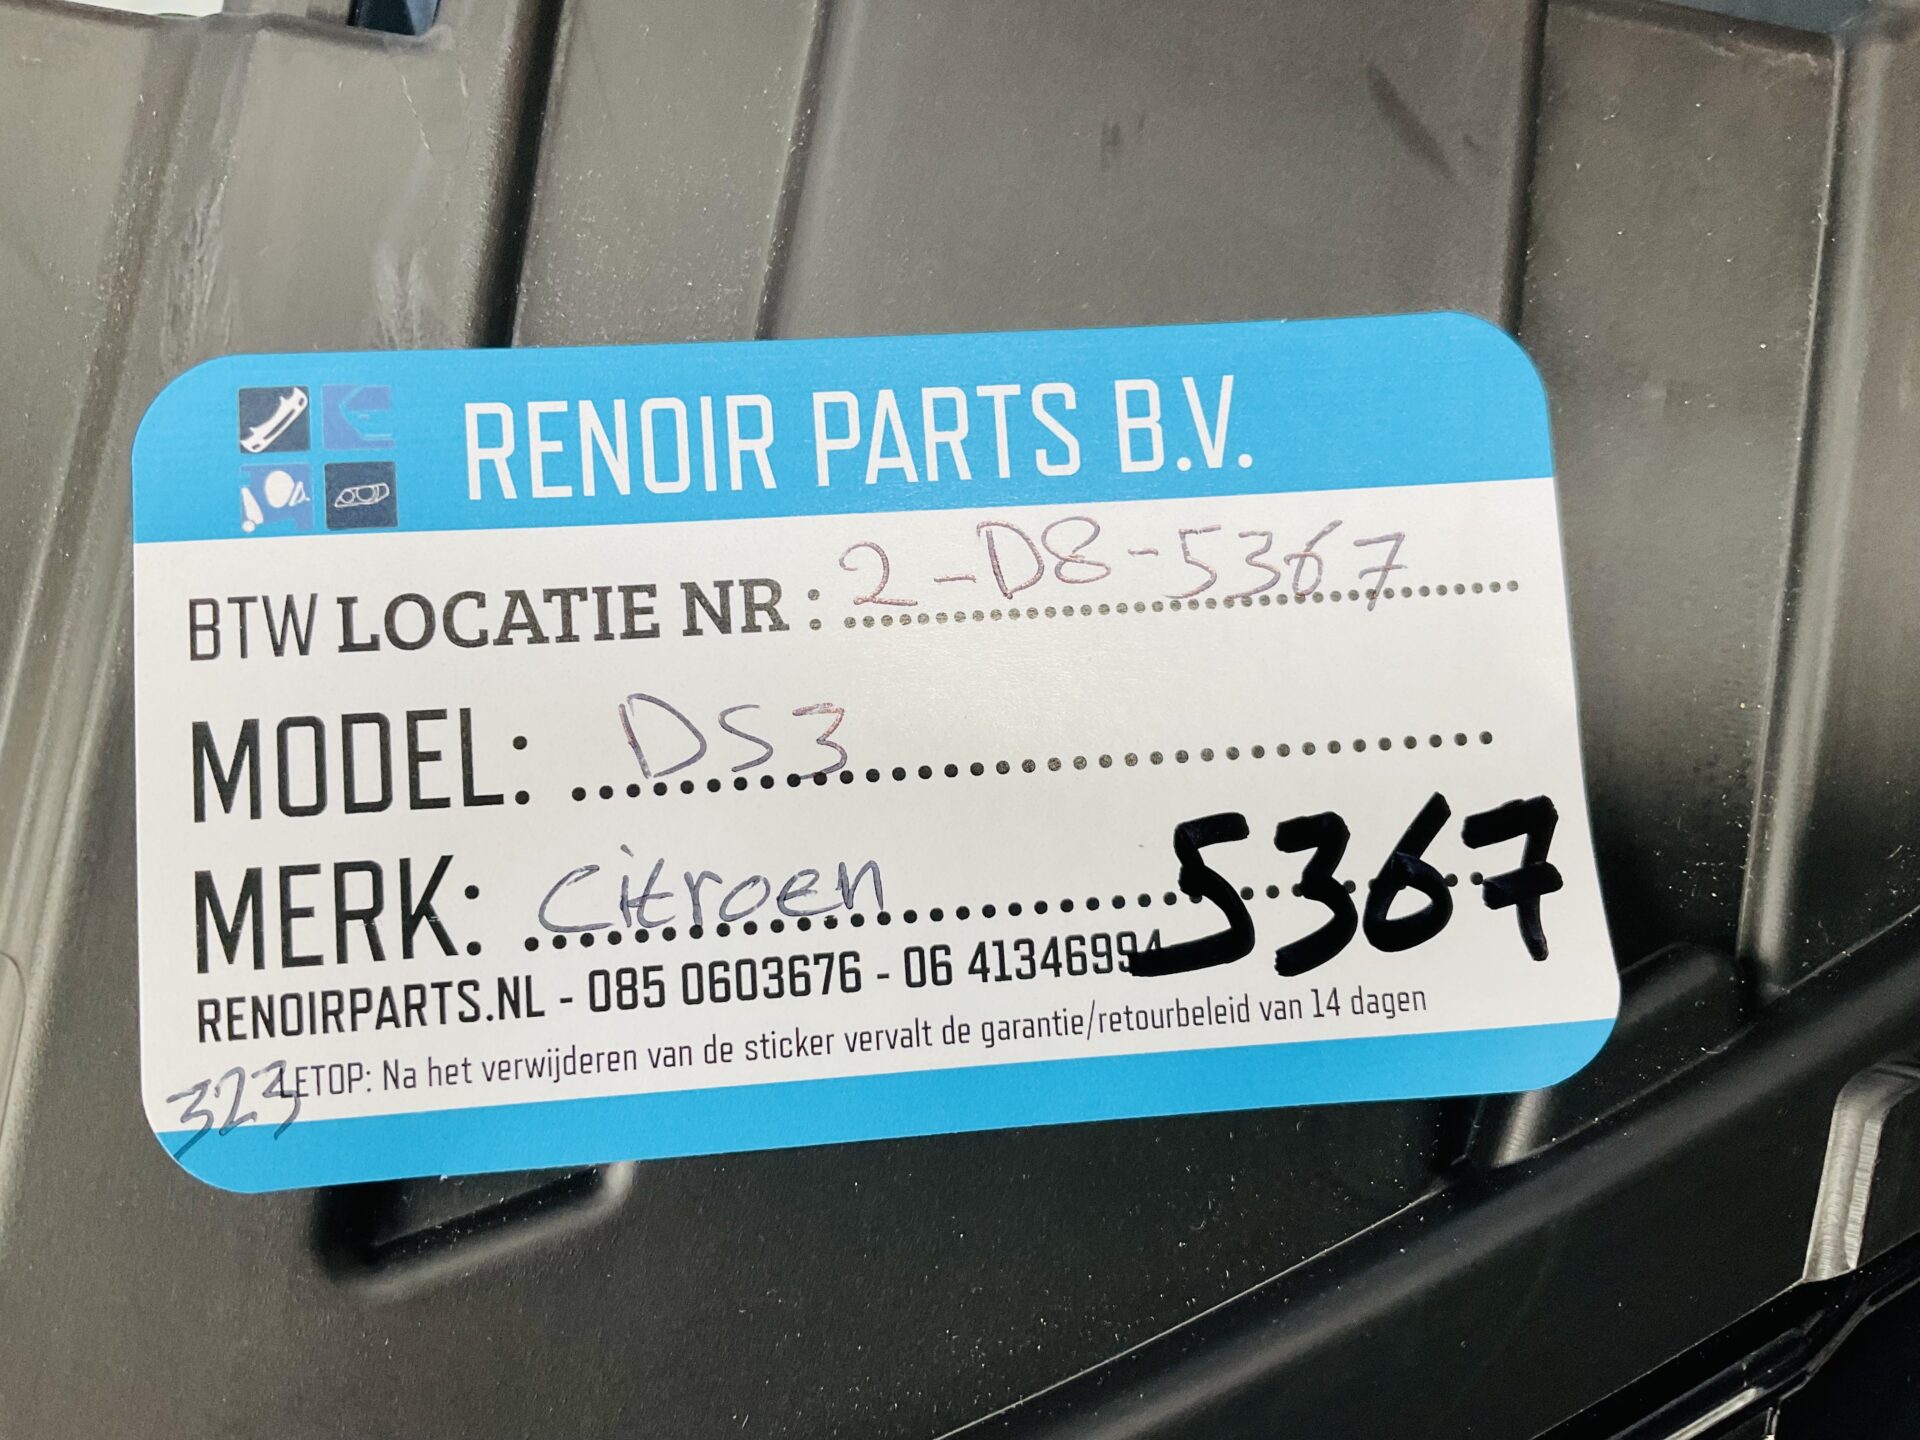 RENOIR PARTS B.V.
BTW LOCATIE NR : 2-D8-5367
MODEL: DS3
MERK: Citroen 5367
RENOIRPARTS.NL - 085 0603676 - 06 41346994
323
LETOP: Na het verwijderen van de sticker vervalt de garantie/retourbeleid van 14 dagen